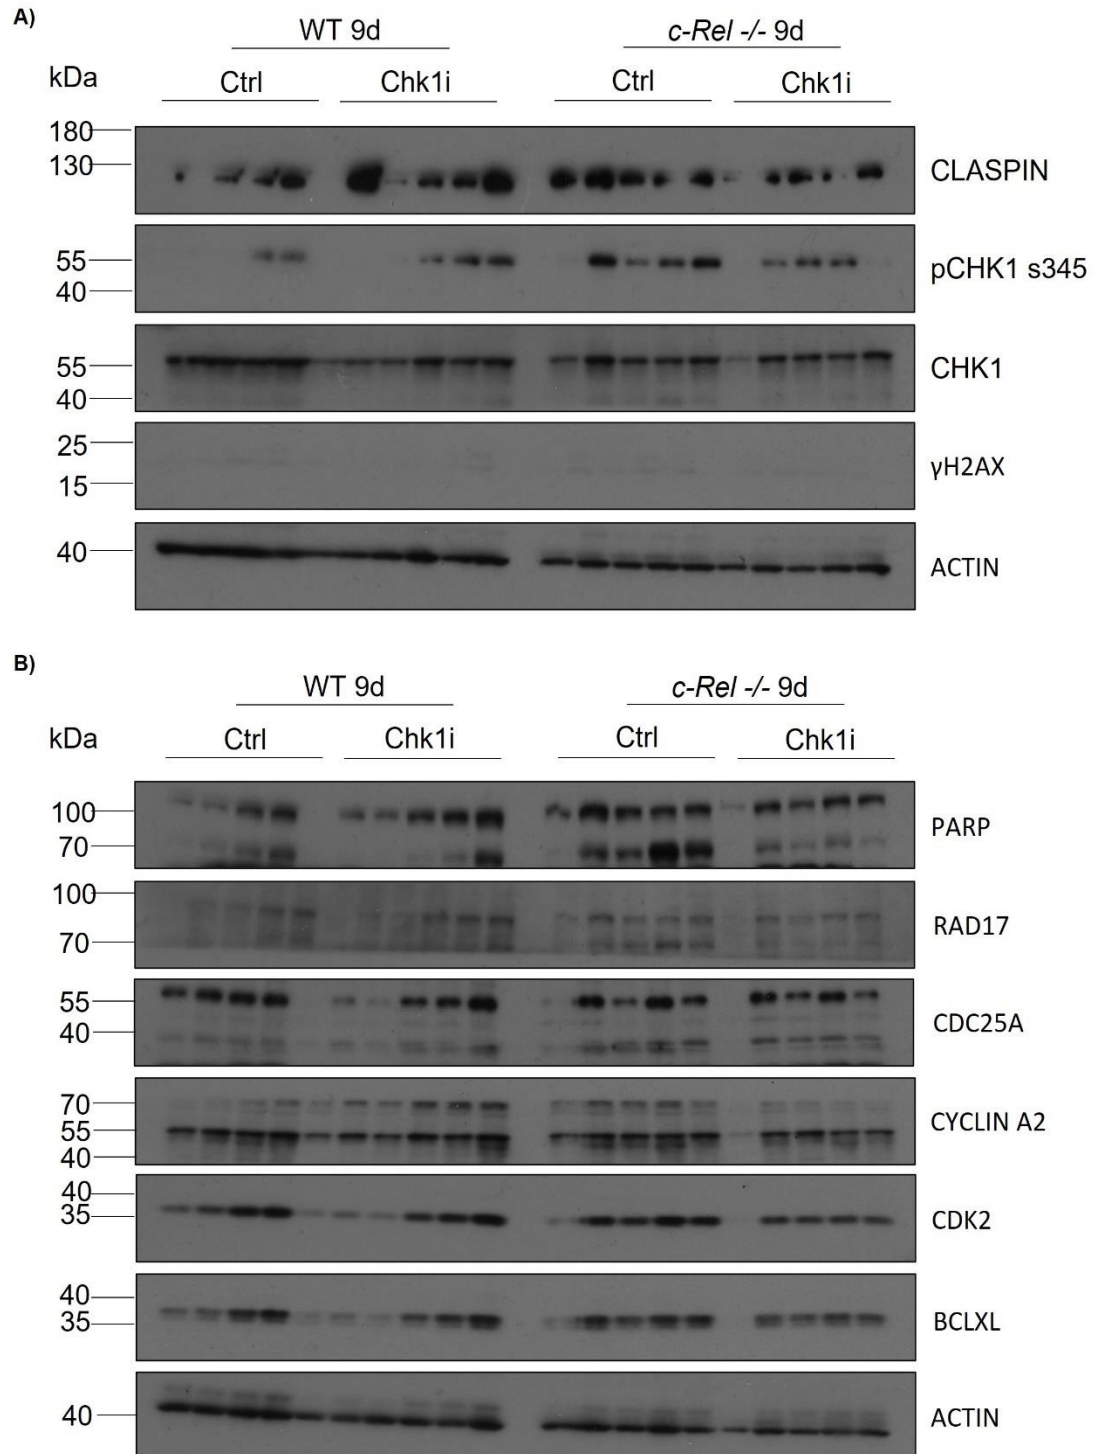 A)
WT 9d
c-Rel -/- 9d
kDa
Ctrl
Chk1i
Ctrl
Chk1i
180
130
CLASPIN
55
40
pCHK1 s345
55
40
CHK1
25
15
γH2AX
40
ACTIN
B)
WT 9d
c-Rel -/- 9d
kDa
Ctrl
Chk1i
Ctrl
Chk1i
100
70
PARP
100
70
RAD17
55
40
CDC25A
70
55
40
CYCLIN A2
40
35
CDK2
40
35
BCLXL
40
ACTIN